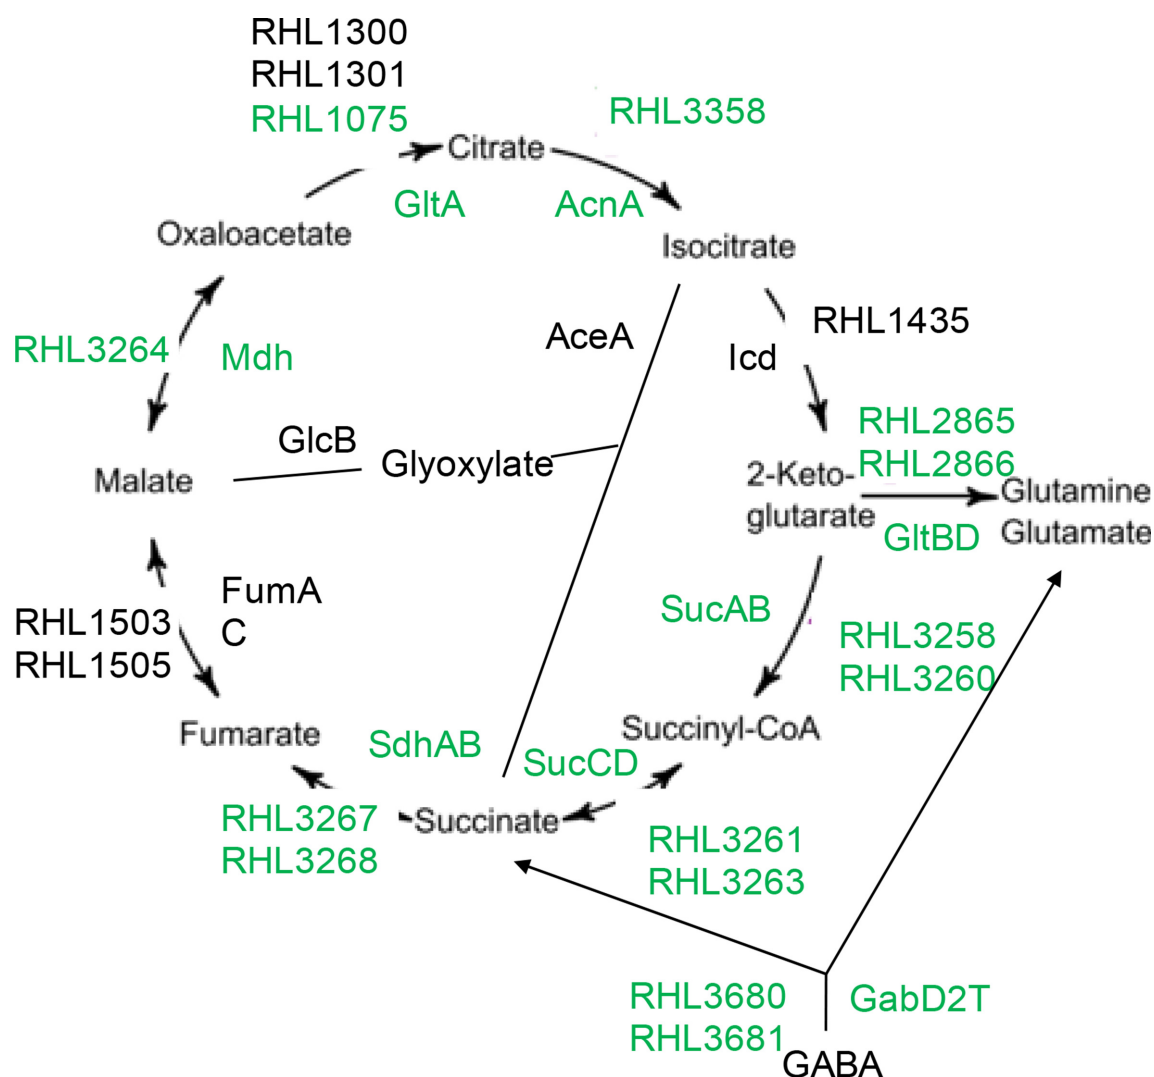 RHL1300
RHL1301
RHL1075
RHL3358
Citrate
GltA
AcnA
Oxaloacetate
Isocitrate
RHL3264
Mdh
AceA
RHL1435
Icd
GlcB
Glyoxylate
Malate
RHL2865
RHL2866
2-Keto-
glutarate
Glutamine
Glutamate
GltBD
FumA
C
RHL1503
RHL1505
SucAB
RHL3258
RHL3260
Fumarate
SdhAB
SucCD
Succinyl-CoA
RHL3267
RHL3268
Succinate
RHL3261
RHL3263
RHL3680
RHL3681
GabD2T
GABA